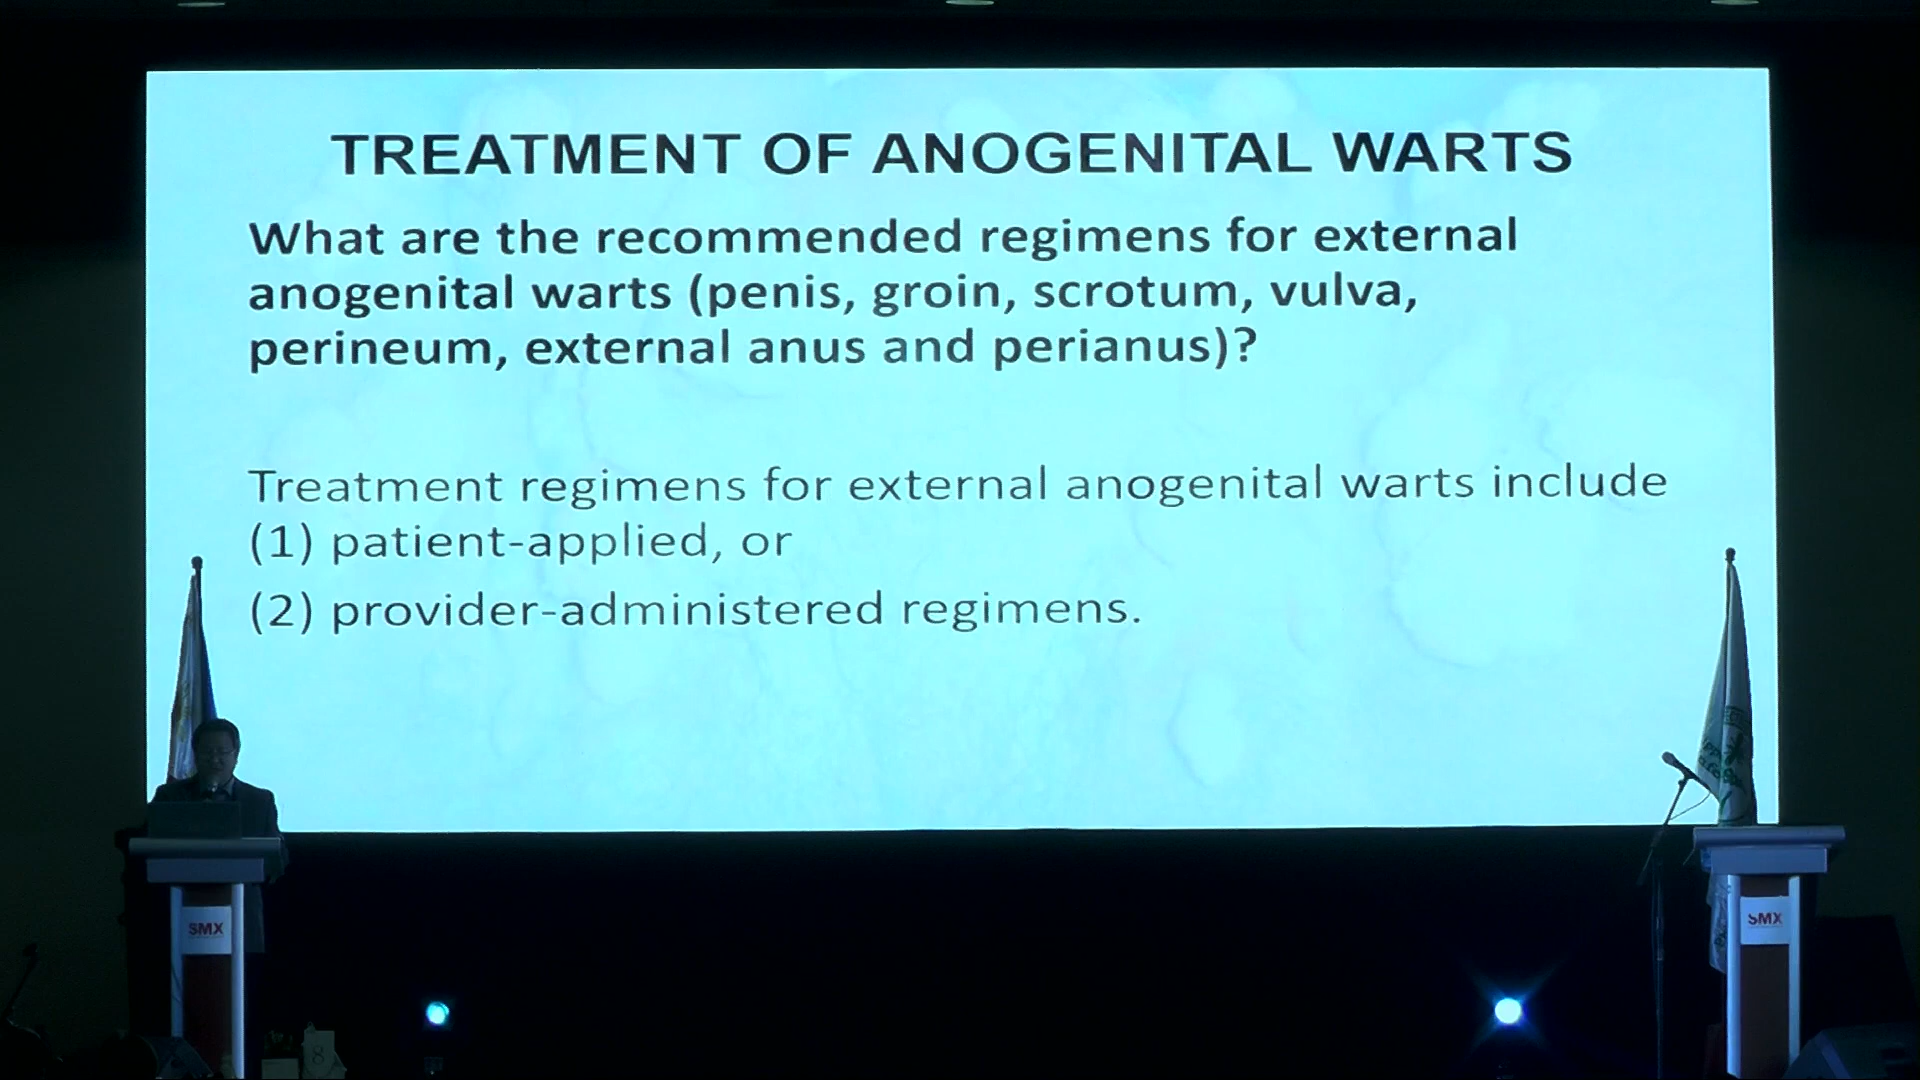 TREATMENT OF ANOGENITAL WARTS
What are the recommended regimens for external
anogenital warts (penis, groin, scrotum, vulva,
perineum, external anus and perianus)?
Treatment regimens for external anogenital warts include
(1) patient-applied, or
(2) provider-administered regimens.
SMX
SMX
8